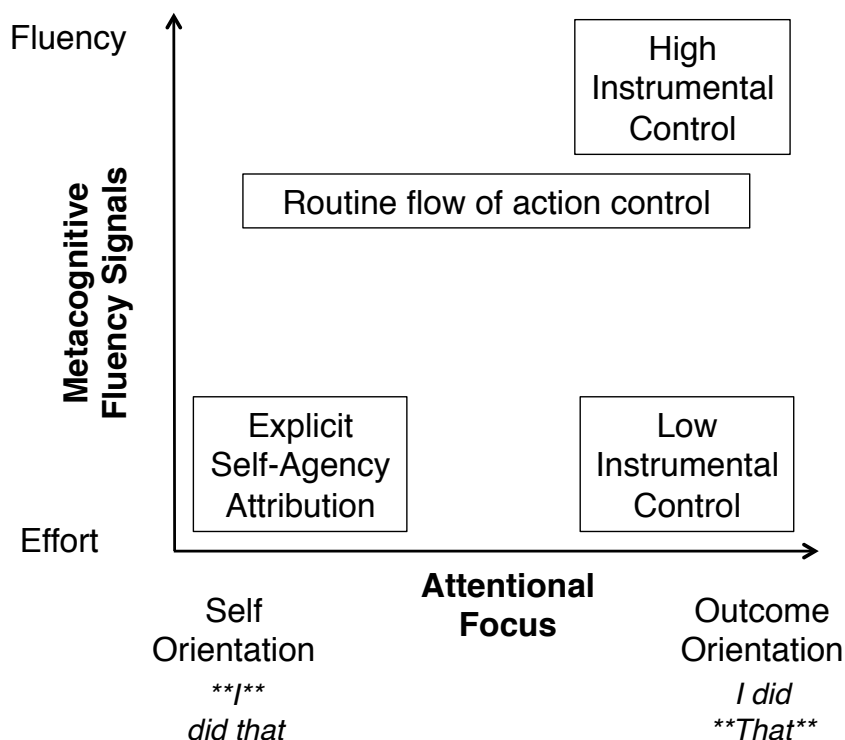 Fluency
High
Instrumental
Control
Routine flow of action control
Metacognitive
Fluency Signals
Explicit
Self-Agency
Attribution
Low
Instrumental
Control
Effort
Attentional
Focus
Self
Orientation
**I**
did that
Outcome
Orientation
I did
**That**